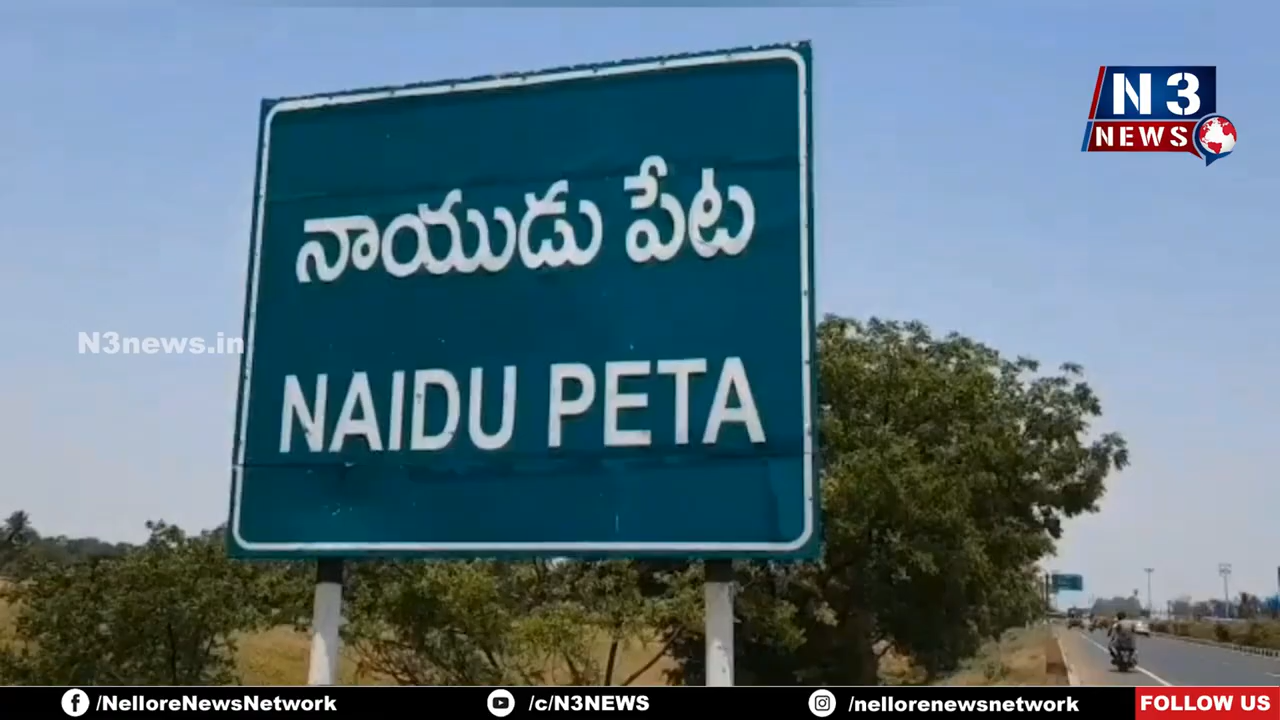 N3
NEWS
నాయుడు పేట
N3news.in
NAIDU PETA
/NelloreNewsNetwork
/c/N3NEWS
/nellorenewsnetwork
FOLLOW US